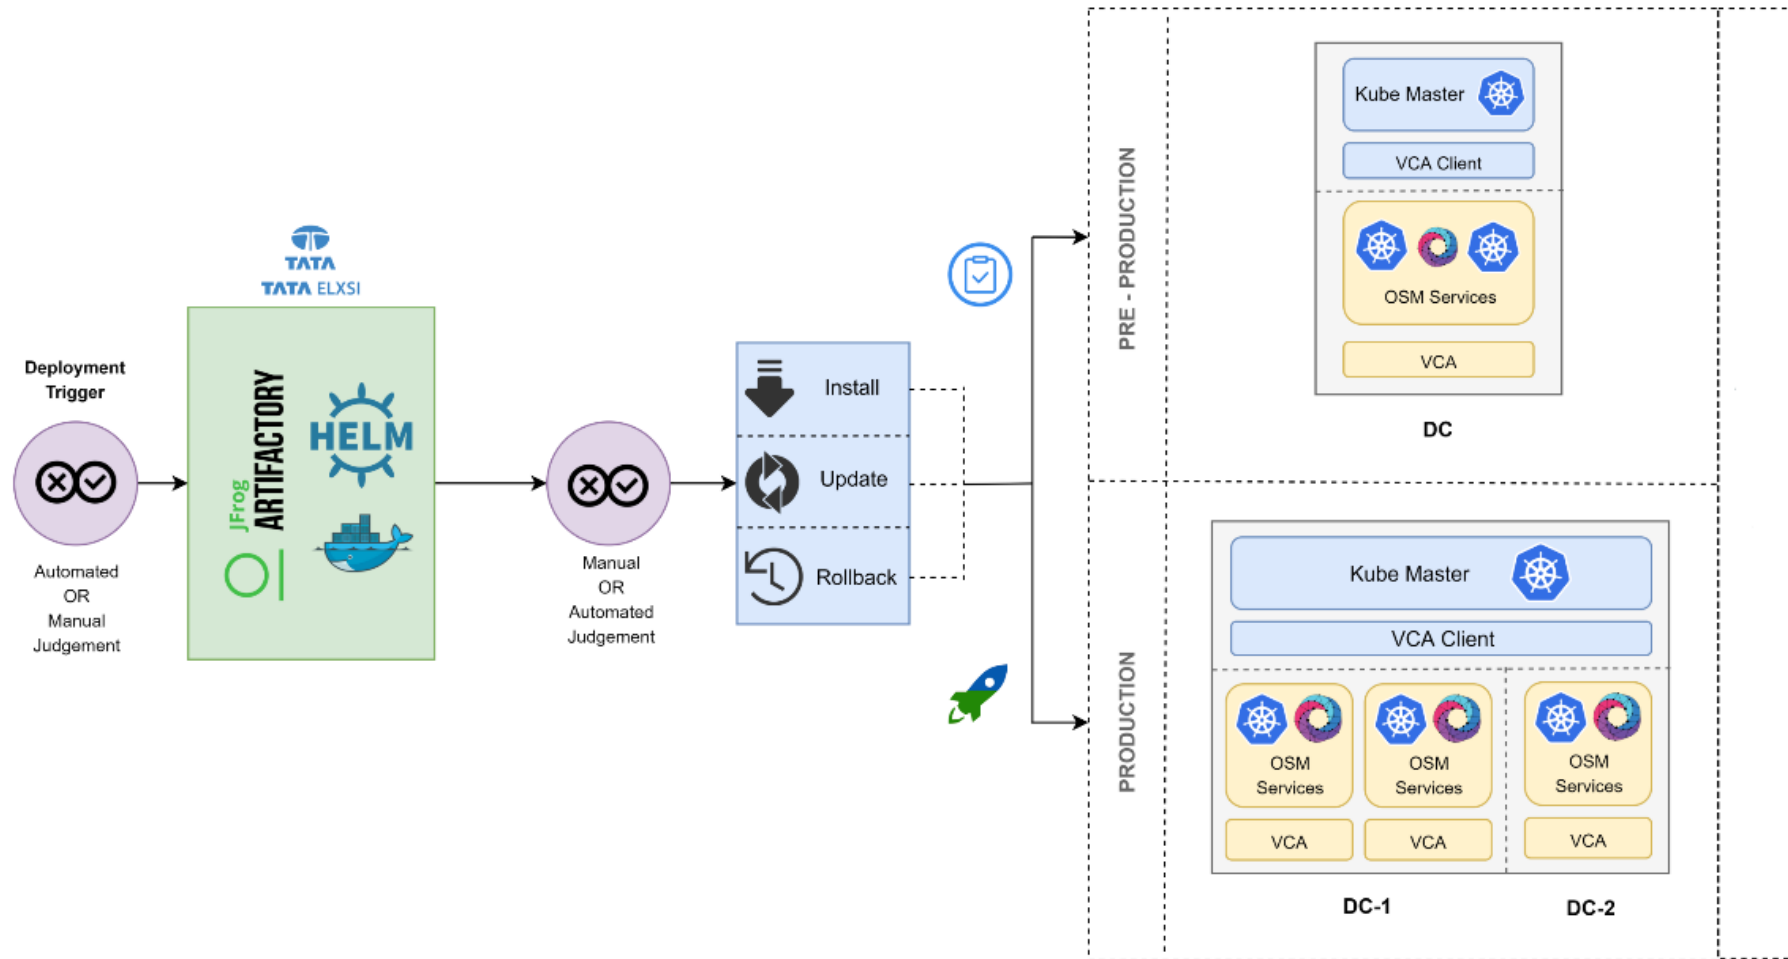 Deployment
Trigger
Automated
OR
Manual
Judgement
TATA
TATA ELXSI
JFrog
ARTIFACTORY
HELM
Manual
OR
Automated
Judgement
Install
Update
Rollback
PRE - PRODUCTION
Kube Master
VCA Client
OSM Services
VCA
DC
PRODUCTION
Kube Master
VCA Client
OSM
Services
VCA
OSM
Services
VCA
OSM
Services
VCA
DC-1
DC-2